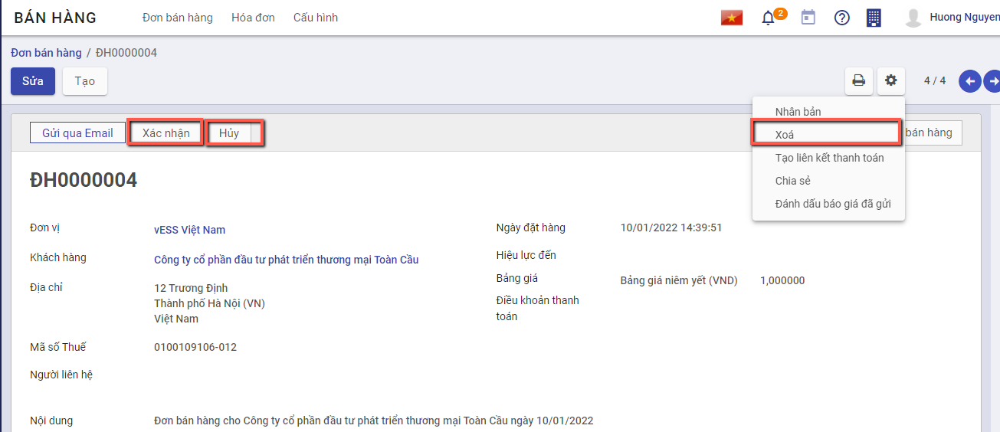 BÁN HÀNG Đơn bán hàng Hóa đơn Cấu hình 2 Huong Nguyen
Đơn bán hàng / ĐH0000004
Sửa Tạo 4 / 4
Nhân bản
Xoá
Tạo liên kết thanh toán
Chia sẻ
Đánh dấu báo giá đã gửi
Gửi qua Email Xác nhận Hủy bán hàng
ĐH0000004
Đơn vị vESS Việt Nam Ngày đặt hàng 10/01/2022 14:39:51
Khách hàng Công ty cổ phần đầu tư phát triển thương mại Toàn Cầu Hiệu lực đến
Bảng giá Bảng giá niêm yết (VND) 1,000000
Địa chỉ 12 Trương Định Điều khoản thanh
Thành phố Hà Nội (VN) toán
Việt Nam
Mã số Thuế 0100109106-012
Người liên hệ
Nội dung Đơn bán hàng cho Công ty cổ phần đầu tư phát triển thương mại Toàn Cầu ngày 10/01/2022